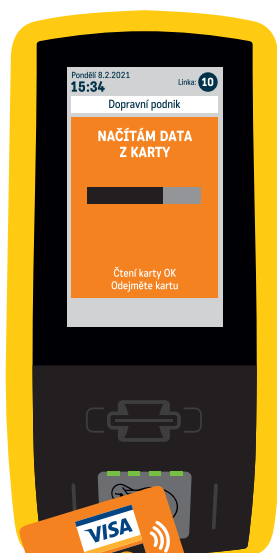 Pondělí 8.2.2021
15:34
Linka: 10
Dopravní podnik
NAČÍTÁM DATA
Z KARTY
Čtení karty OK
Odejměte kartu
VISA